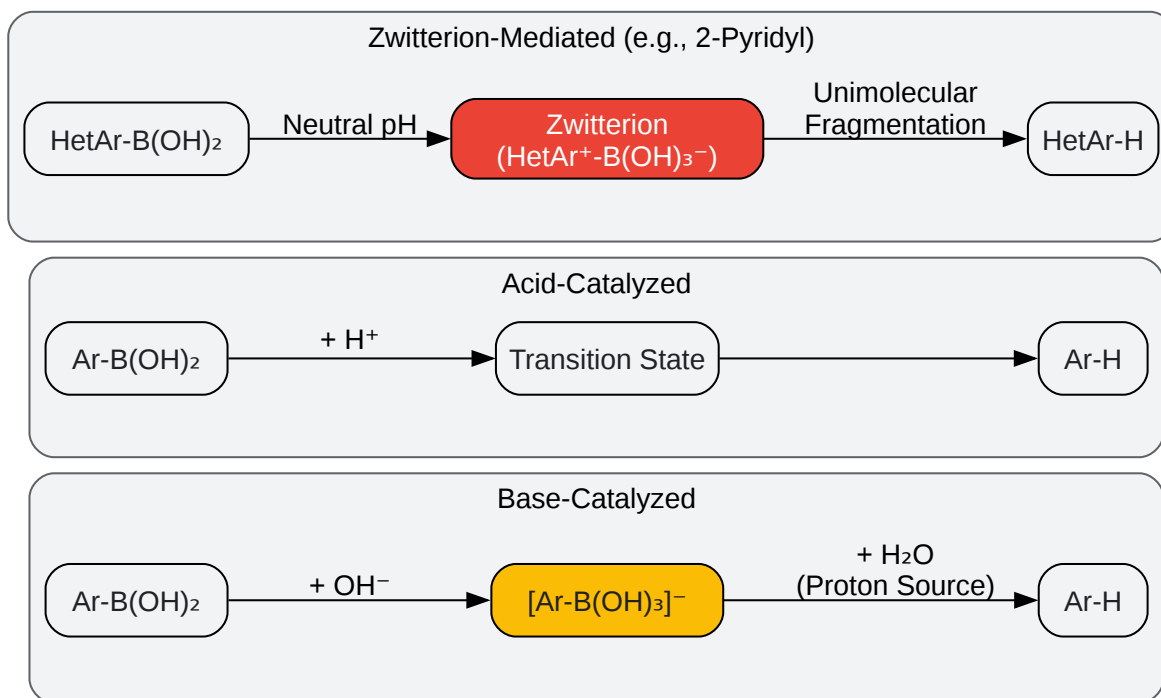 Zwitterion-Mediated (e.g., 2-Pyridyl)
HetAr-B(OH)₂
Neutral pH
Zwitterion
(HetAr⁺-B(OH)₃⁻)
Unimolecular
Fragmentation
HetAr-H
Acid-Catalyzed
Ar-B(OH)₂
+ H⁺
Transition State
Ar-H
Base-Catalyzed
Ar-B(OH)₂
+ OH⁻
[Ar-B(OH)₃]⁻
+ H₂O
(Proton Source)
Ar-H